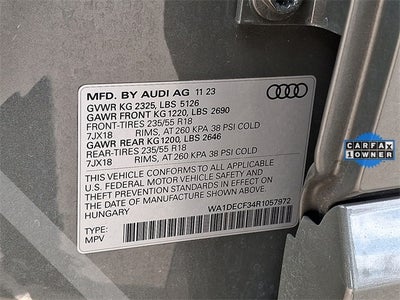 MFD. BY AUDI AG 11 23
GVWR KG 2325, LBS 5126
GAWR FRONT KG 1220, LBS 2690
FRONT-TIRES 235/55 R18
7JX18 RIMS, AT 260 KPA 38 PSI COLD
GAWR REAR KG1200, LBS 2646
REAR-TIRES 235/55 R18
7JX18 RIMS, AT 260 KPA 38 PSI COLD
THIS VEHICLE CONFORMS TO ALL APPLICABLE
U.S. FEDERAL MOTOR VEHICLE SAFETY AND
THEFT PREVENTION STANDARDS IN EFFECT ON
THE DATE OF MANUFACTURE SHOWN ABOVE
HUNGARY
WA1DECF34R1057972
TYPE:
MPV
CARFAX
1 OWNER